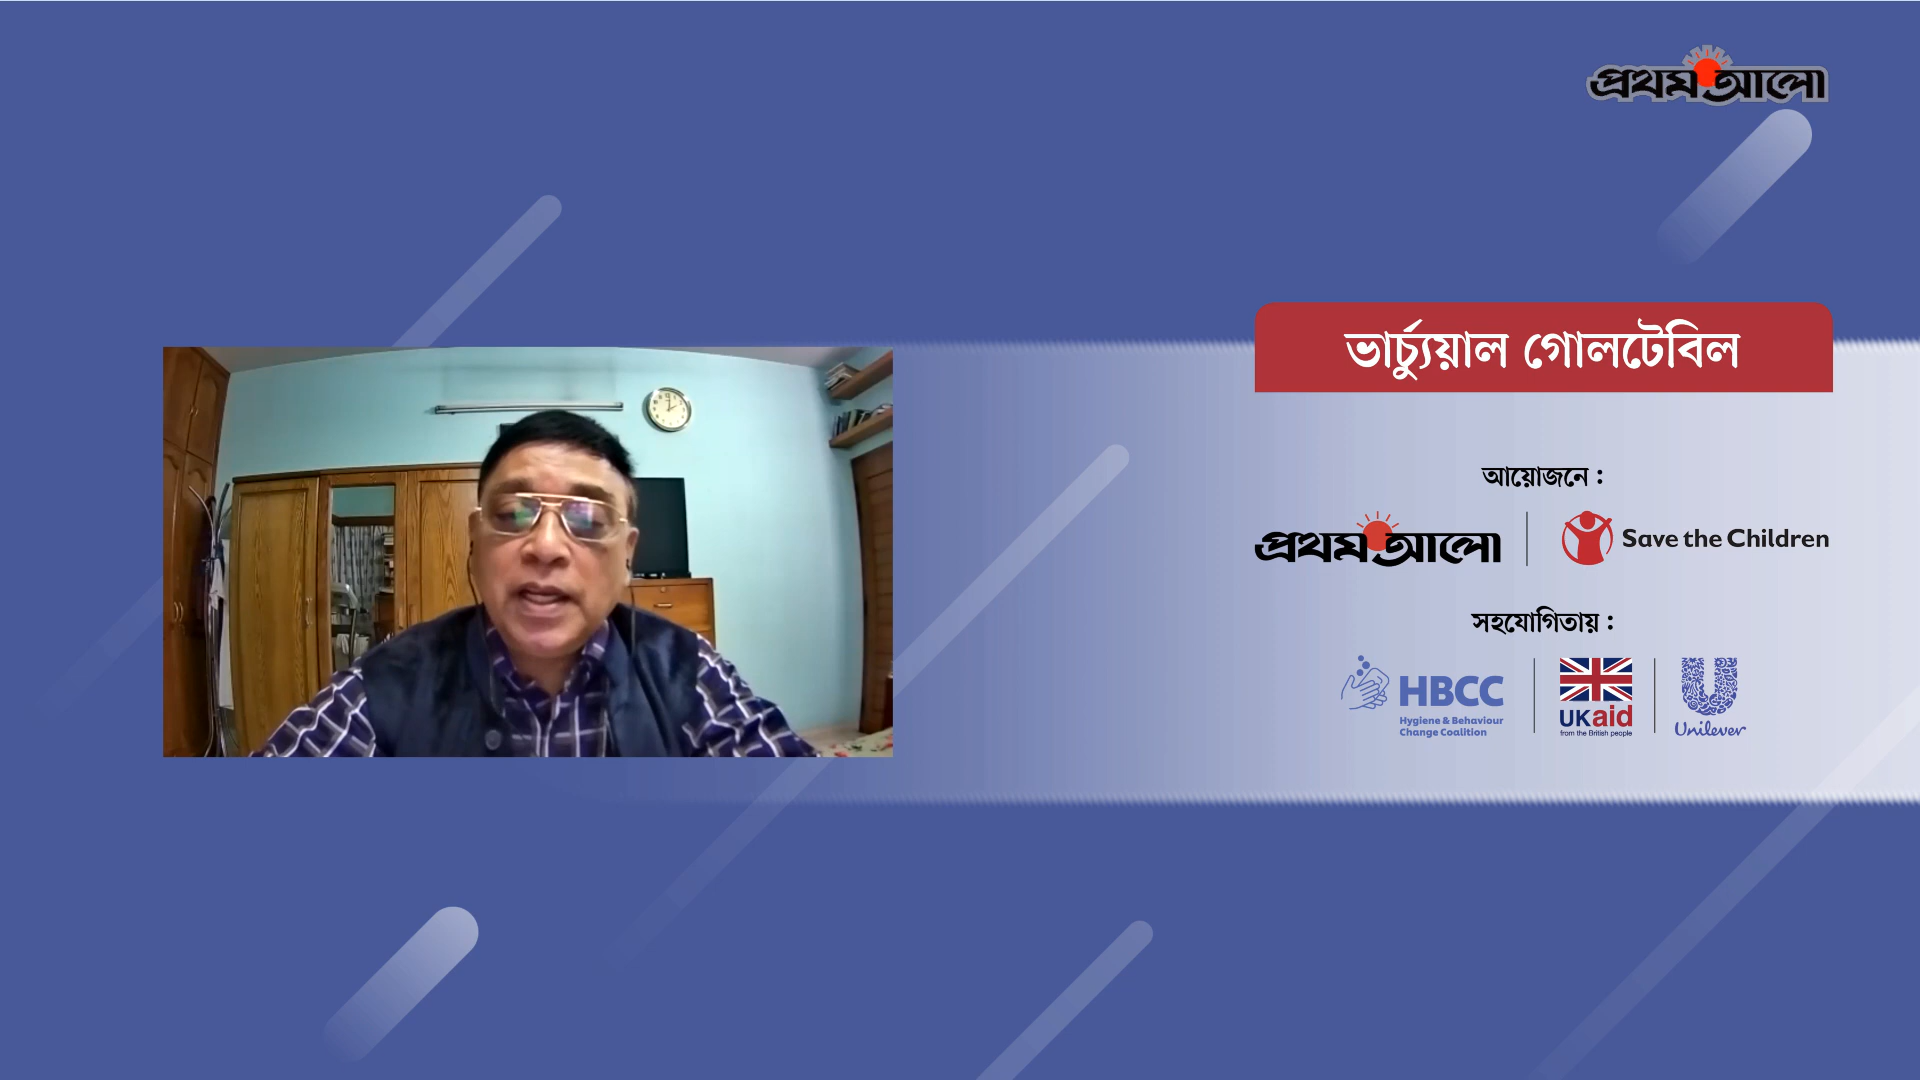 প্রথম আলো
ভার্চ্যুয়াল গোলটেবিল
আয়োজনে :
প্রথম আলো
Save the Children
সহযোগিতায় :
HBCC
Hygiene & Behaviour
Change Coalition
UKaid
from the British people
Unilever